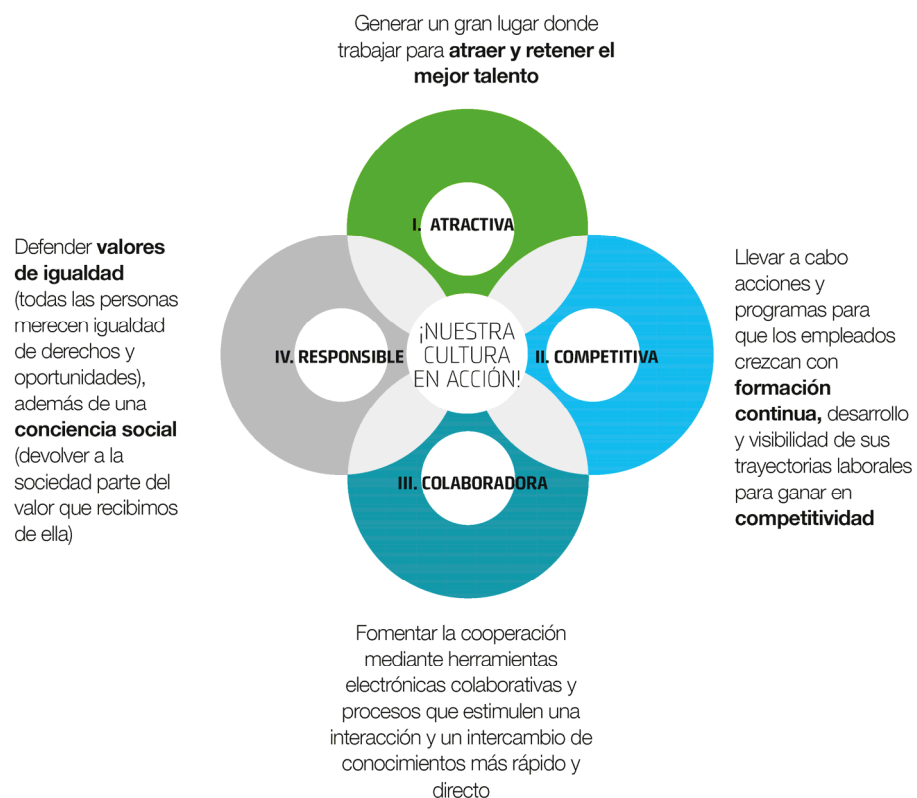 Generar un gran lugar donde
trabajar para atraer y retener el
mejor talento
I. ATRACTIVA
Defender valores
de igualdad
(todas las personas
merecen igualdad
de derechos y
oportunidades),
además de una
conciencia social
(devolver a la
sociedad parte del
valor que recibimos
de ella)
IV. RESPONSIBLE
¡NUESTRA
CULTURA
EN ACCIÓN!
II. COMPETITIVA
Llevar a cabo
acciones y
programas para
que los empleados
crezcan con
formación
continua, desarrollo
y visibilidad de sus
trayectorias laborales
para ganar en
competitividad
III. COLABORADORA
Fomentar la cooperación
mediante herramientas
electrónicas colaborativas y
procesos que estimulen una
interacción y un intercambio de
conocimientos más rápido y
directo